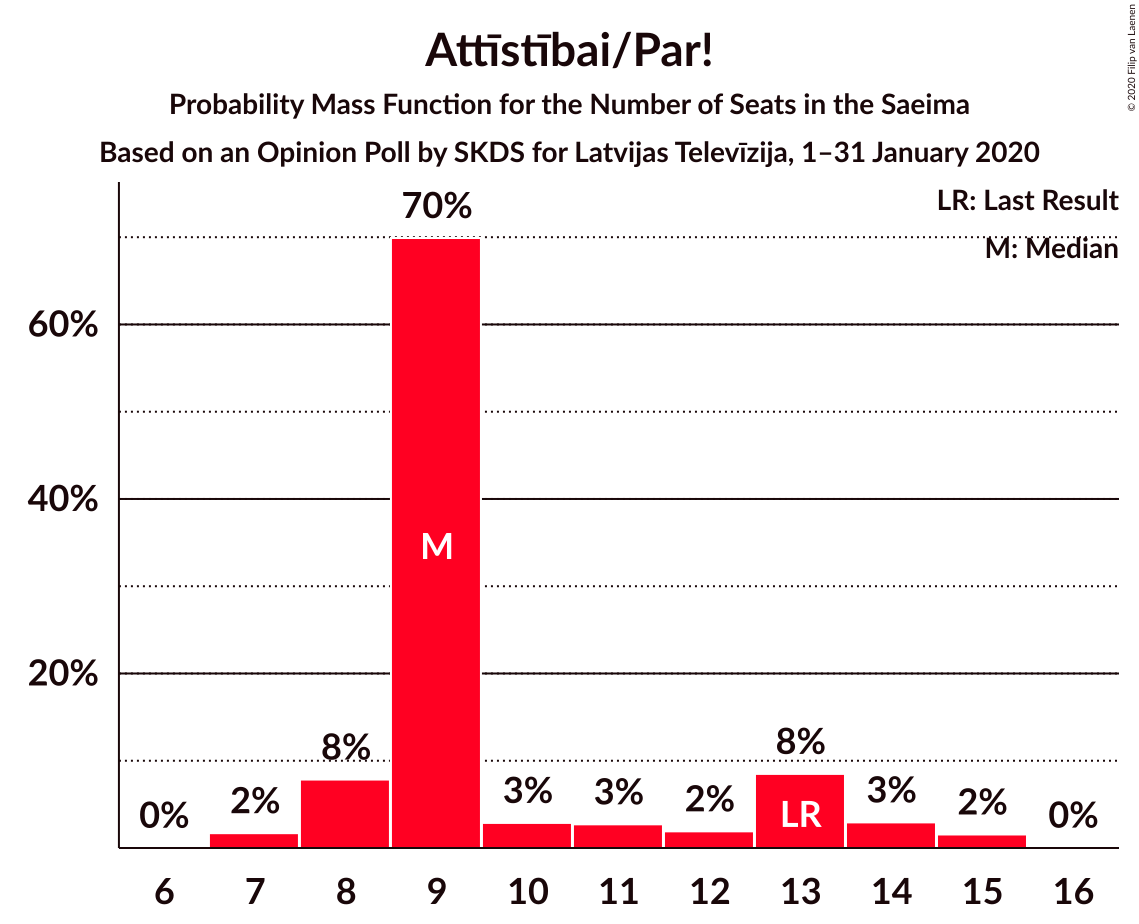 © 2020 Filip van Laenen
Attīstībai/Par!
Probability Mass Function for the Number of Seats in the Saeima
Based on an Opinion Poll by SKDS for Latvijas Televīzija, 1–31 January 2020
LR: Last Result
M: Median
60%
40%
20%
0%
2%
8%
70%
M
3%
3%
2%
8%
LR
3%
2%
0%
6 7 8 9 10 11 12 13 14 15 16